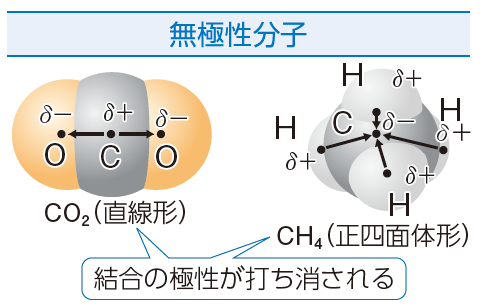 無極性分子
δ− δ+ δ−
O C O
CO₂(直線形)
H δ+
H C δ− H
δ+ δ+
δ+
H
CH₄(正四面体形)
結合の極性が打ち消される